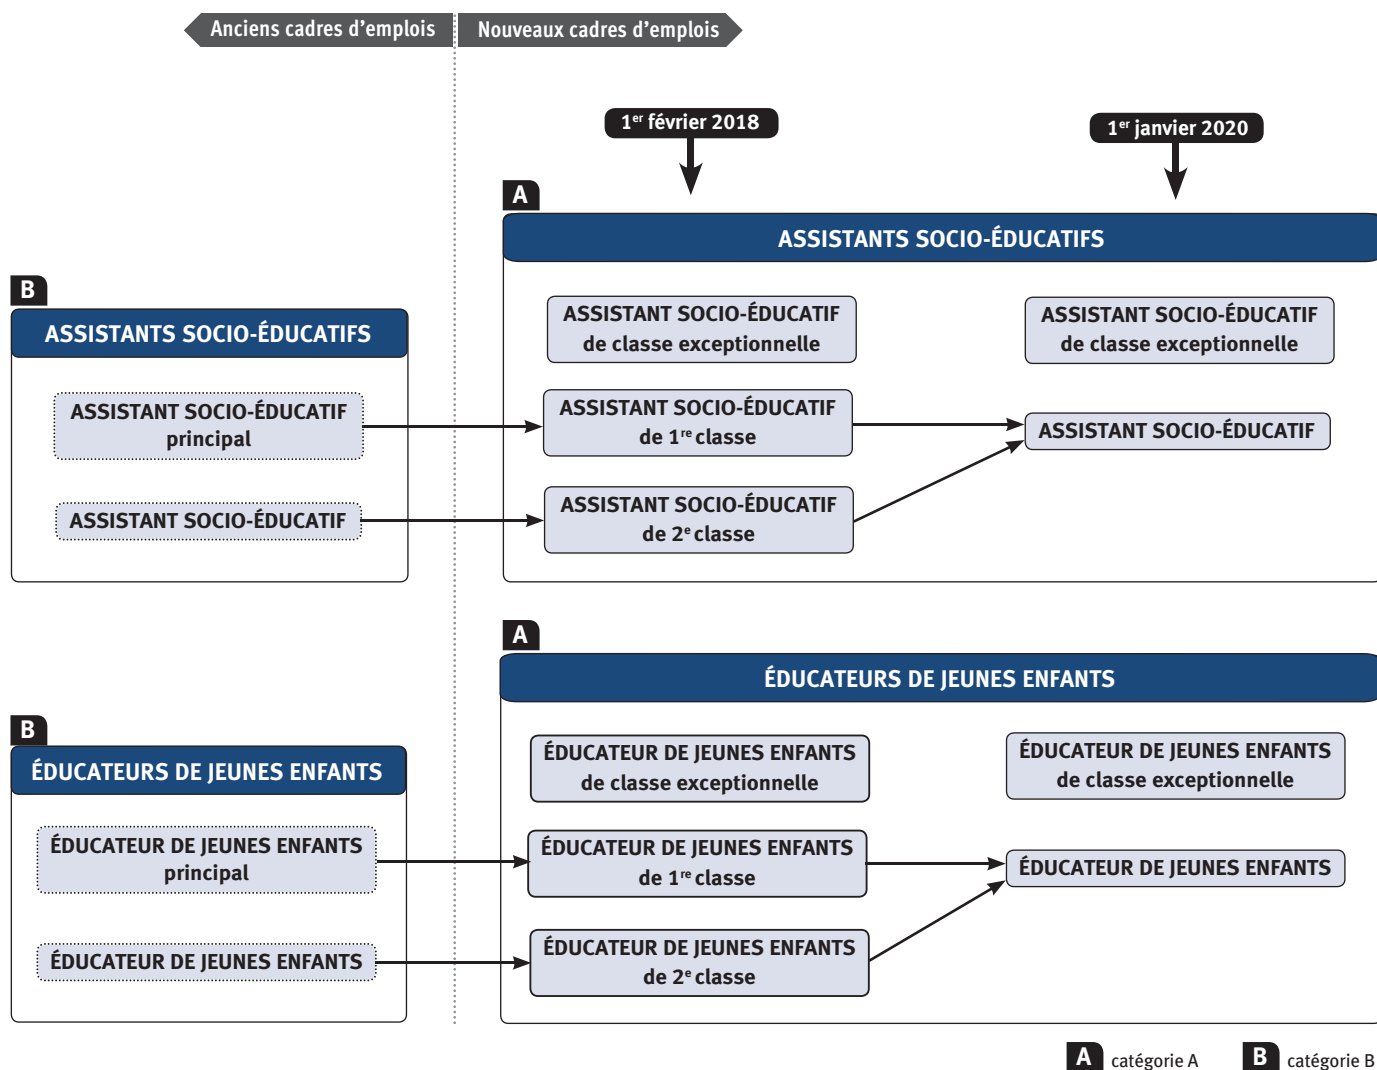 Anciens cadres d’emplois
Nouveaux cadres d’emplois
1er février 2018
1er janvier 2020
B
ASSISTANTS SOCIO-ÉDUCATIFS
ASSISTANT SOCIO-ÉDUCATIF
principal
ASSISTANT SOCIO-ÉDUCATIF
A
ASSISTANTS SOCIO-ÉDUCATIFS
ASSISTANT SOCIO-ÉDUCATIF
de classe exceptionnelle
ASSISTANT SOCIO-ÉDUCATIF
de 1re classe
ASSISTANT SOCIO-ÉDUCATIF
de 2e classe
ASSISTANT SOCIO-ÉDUCATIF
de classe exceptionnelle
ASSISTANT SOCIO-ÉDUCATIF
B
ÉDUCATEURS DE JEUNES ENFANTS
ÉDUCATEUR DE JEUNES ENFANTS
principal
ÉDUCATEUR DE JEUNES ENFANTS
A
ÉDUCATEURS DE JEUNES ENFANTS
ÉDUCATEUR DE JEUNES ENFANTS
de classe exceptionnelle
ÉDUCATEUR DE JEUNES ENFANTS
de 1re classe
ÉDUCATEUR DE JEUNES ENFANTS
de 2e classe
ÉDUCATEUR DE JEUNES ENFANTS
de classe exceptionnelle
ÉDUCATEUR DE JEUNES ENFANTS
A catégorie A
B catégorie B